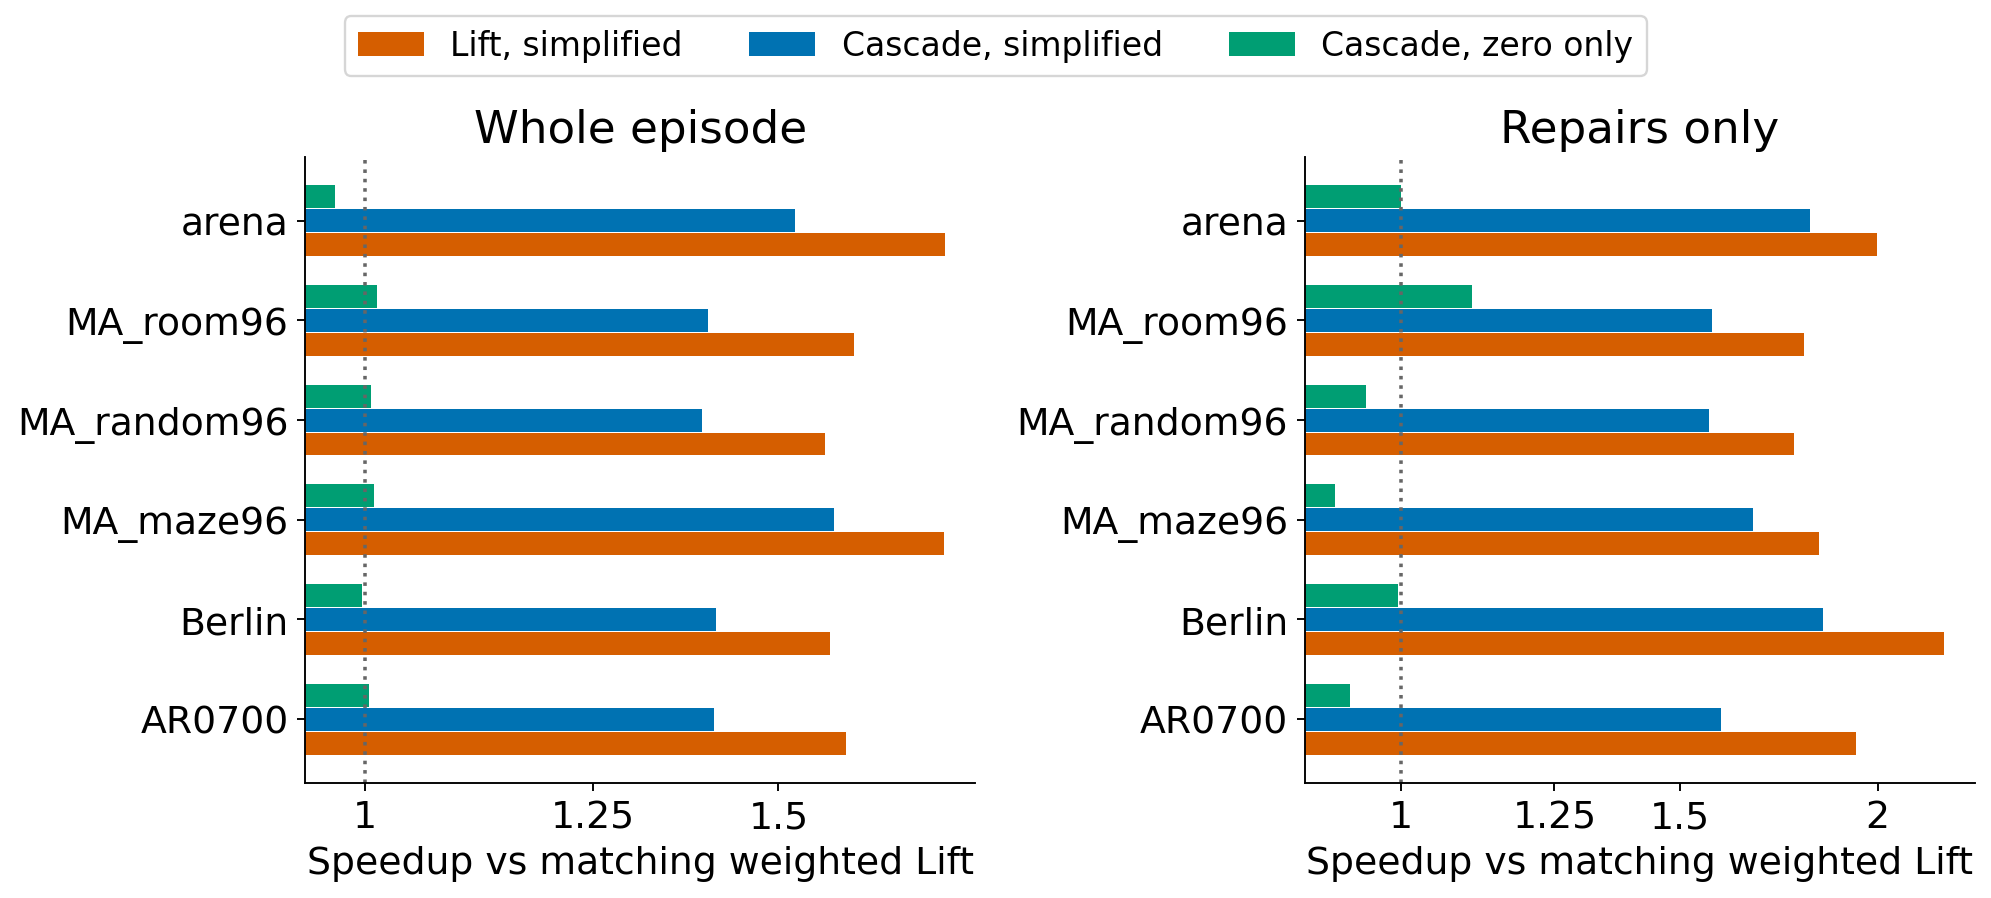 Lift, simplified
Cascade, simplified
Cascade, zero only
Whole episode
arena
MA_room96
MA_random96
MA_maze96
Berlin
AR0700
1
1.25
1.5
Speedup vs matching weighted Lift
Repairs only
arena
MA_room96
MA_random96
MA_maze96
Berlin
AR0700
1
1.25
1.5
2
Speedup vs matching weighted Lift